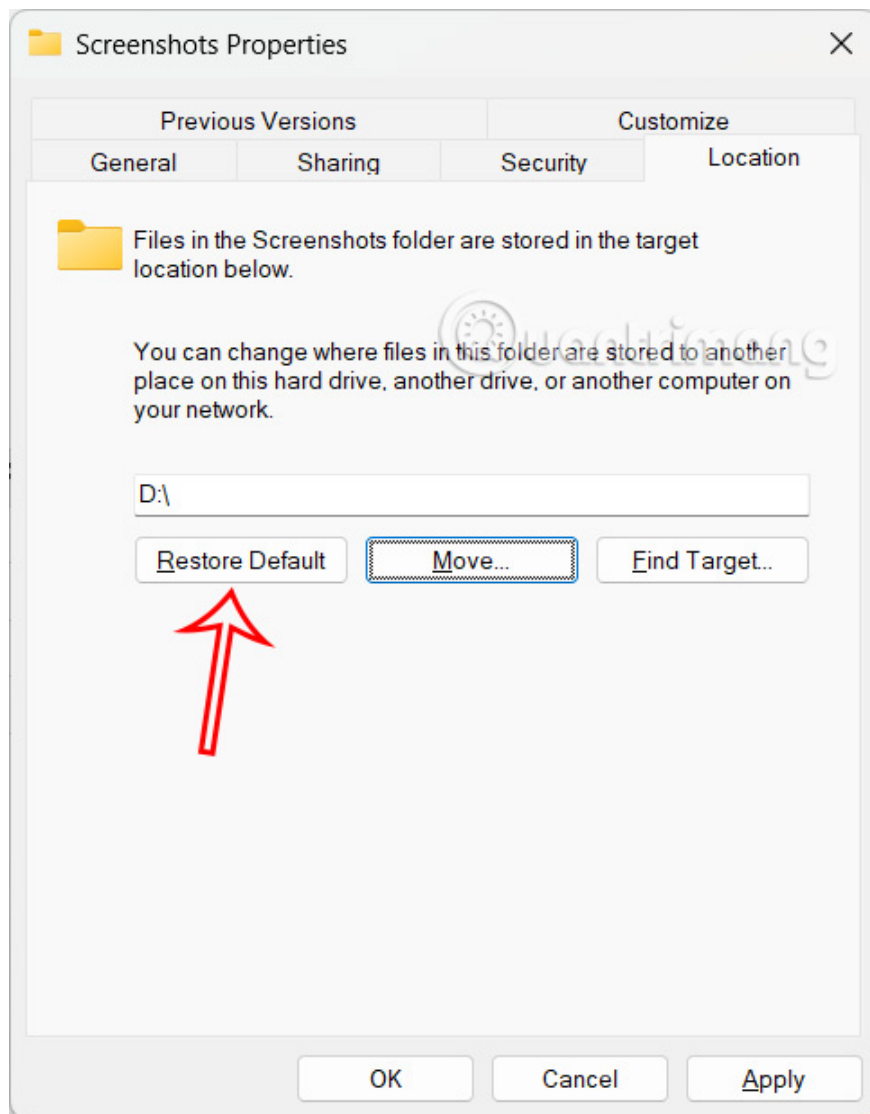 Screenshots Properties
Previous Versions
Customize
General
Sharing
Security
Location
Files in the Screenshots folder are stored in the target
location below.
Quantrimang
You can change where files in this folder are stored to another
place on this hard drive, another drive, or another computer on
your network.
D:\
Restore Default
Move...
Find Target...
OK
Cancel
Apply